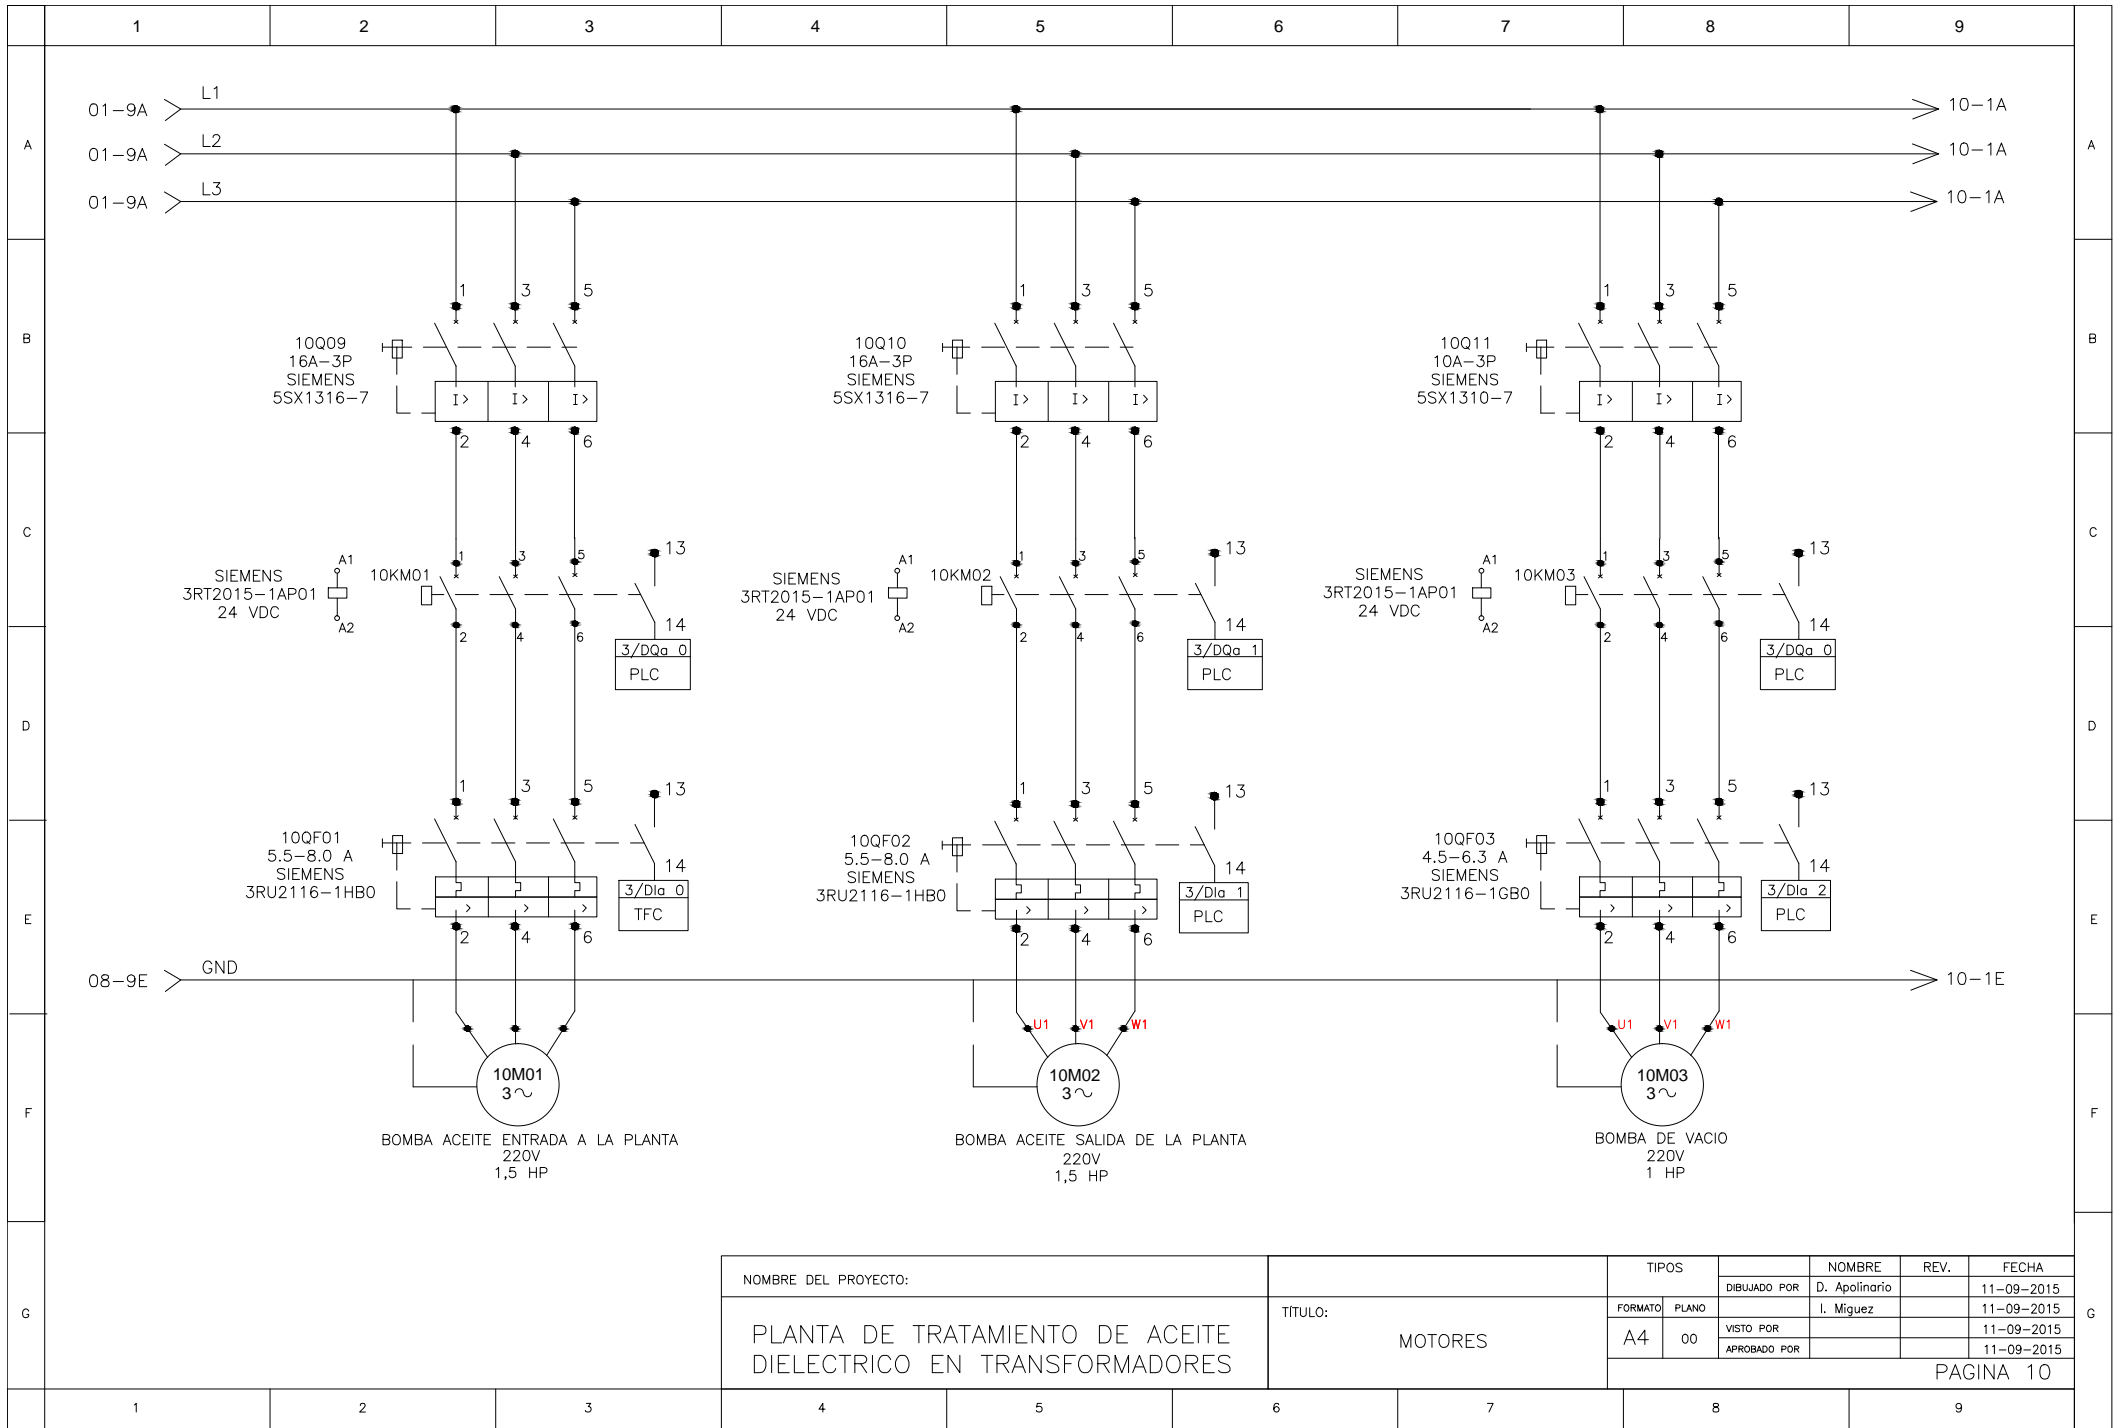 1 2 3 4 5 6 7 8 9
A
A
B
B
C
C
D
D
E
E
F
F
G
G
01-9A L1 10-1A
01-9A L2 10-1A
01-9A L3 10-1A
1 3 5
10Q09
16A-3P
SIEMENS
5SX1316-7
I> I> I>
2 4 6
1 3 5
10Q10
16A-3P
SIEMENS
5SX1316-7
I> I> I>
2 4 6
1 3 5
10Q11
10A-3P
SIEMENS
5SX1310-7
I> I> I>
2 4 6
SIEMENS
3RT2015-1AP01
24 VDC
A1
A2
10KM01
1 3 5 13
2 4 6 14
3/DQa 0
PLC
SIEMENS
3RT2015-1AP01
24 VDC
A1
A2
10KM02
1 3 5 13
2 4 6 14
3/DQa 1
PLC
SIEMENS
3RT2015-1AP01
24 VDC
A1
A2
10KM03
1 3 5 13
2 4 6 14
3/DQa 0
PLC
1 3 5 13
10QF01
5.5-8.0 A
SIEMENS
3RU2116-1HB0
> > >
2 4 6 14
3/DIa 0
TFC
1 3 5 13
10QF02
5.5-8.0 A
SIEMENS
3RU2116-1HB0
> > >
2 4 6 14
3/DIa 1
PLC
1 3 5 13
10QF03
4.5-6.3 A
SIEMENS
3RU2116-1GB0
> > >
2 4 6 14
3/DIa 2
PLC
08-9E GND 10-1E
10M01
3~
BOMBA ACEITE ENTRADA A LA PLANTA
220V
1,5 HP
U1 V1 W1
10M02
3~
BOMBA ACEITE SALIDA DE LA PLANTA
220V
1,5 HP
U1 V1 W1
10M03
3~
BOMBA DE VACIO
220V
1 HP
NOMBRE DEL PROYECTO:
PLANTA DE TRATAMIENTO DE ACEITE
DIELECTRICO EN TRANSFORMADORES
TÍTULO:
MOTORES
TIPOS NOMBRE REV. FECHA
DIBUJADO POR D. Apolinario 11-09-2015
FORMATO PLANO I. Miguez 11-09-2015
A4 00 VISTO POR 11-09-2015
APROBADO POR 11-09-2015
PAGINA 10
1 2 3 4 5 6 7 8 9